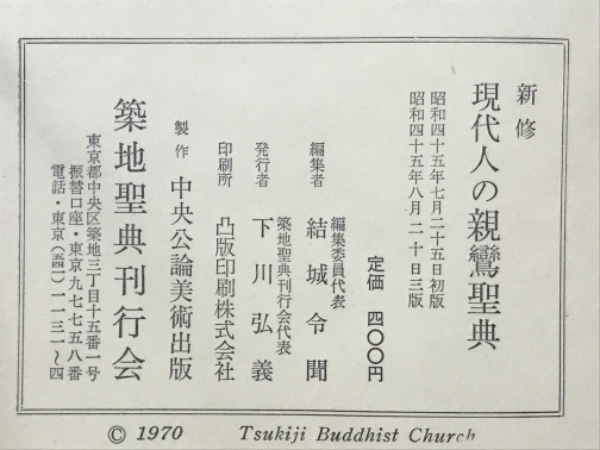 新修
現代人の親鸞聖典
昭和四十五年七月二十五日初版
昭和四十五年八月二十日三版
定価 四〇〇円
編集委員代表
編集者 結城令聞
築地聖典刊行会代表
発行者 下川弘義
印刷所 凸版印刷株式会社
製作 中央公論美術出版
築地聖典刊行会
東京都中央区築地三丁目十五番一号
振替口座・東京九七七五八番
電話・東京(五四一)一一三一〜四
© 1970 Tsukiji Buddhist Church